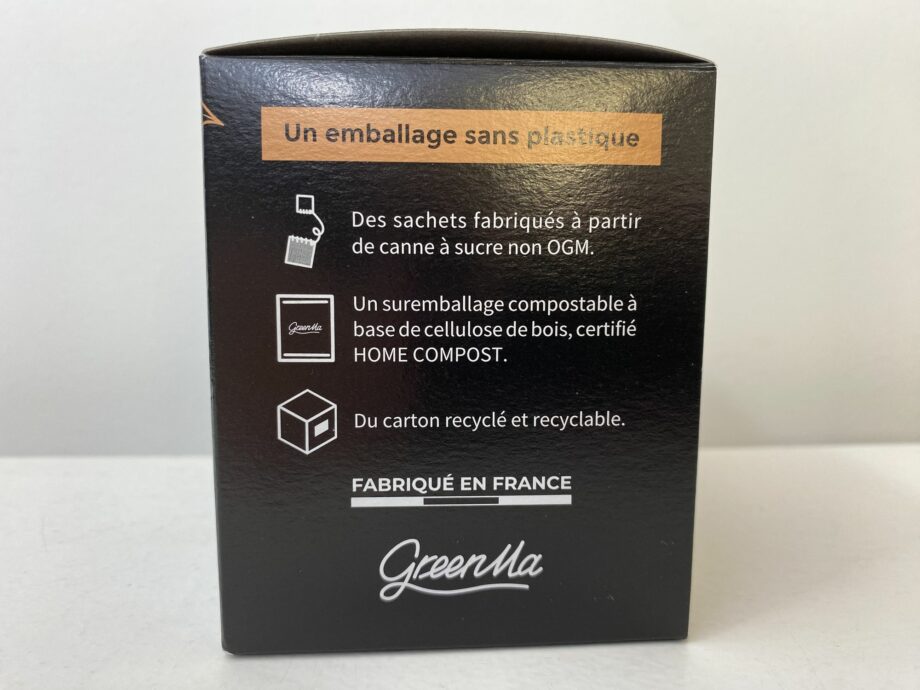 Un emballage sans plastique
Des sachets fabriqués à partir
de canne à sucre non OGM.
GreenMa
Un suremballage compostable à
base de cellulose de bois, certifié
HOME COMPOST.
Du carton recyclé et recyclable.
FABRIQUÉ EN FRANCE
GreenMa